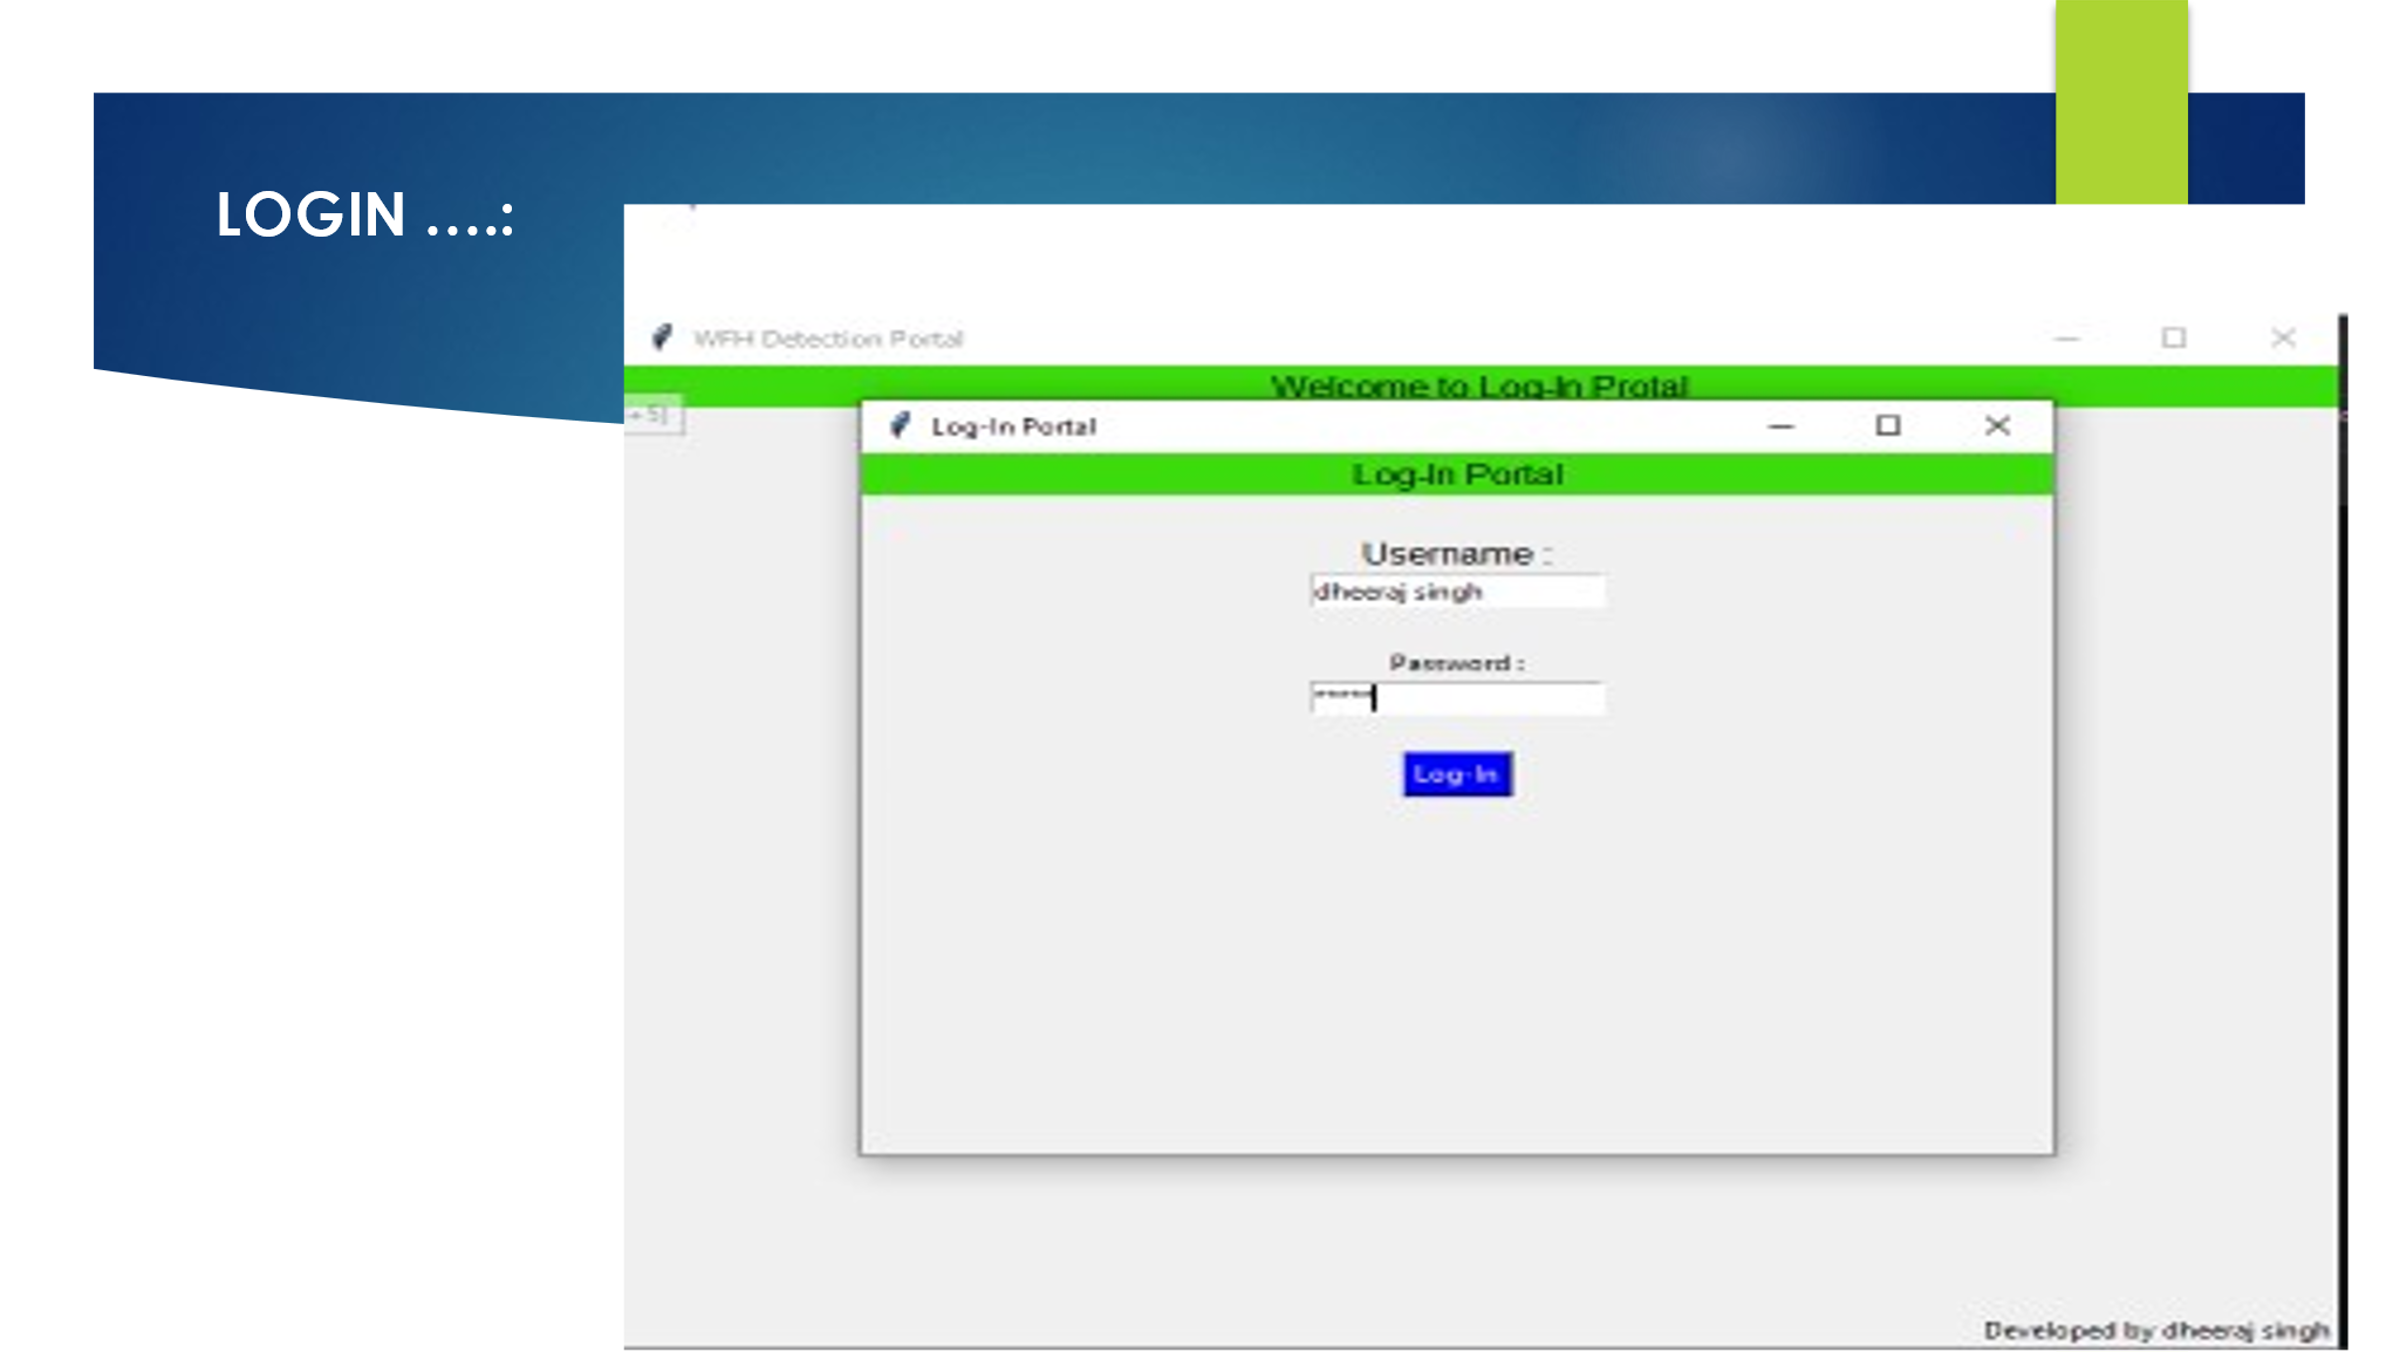 LOGIN ....:
WFH Detection Portal
Welcome to Log-In Protal
+ 5]
Log-In Portal
Log-In Portal
Username :
dheeraj singh
Password :
*****
Log-In
Developed by dheeraj singh